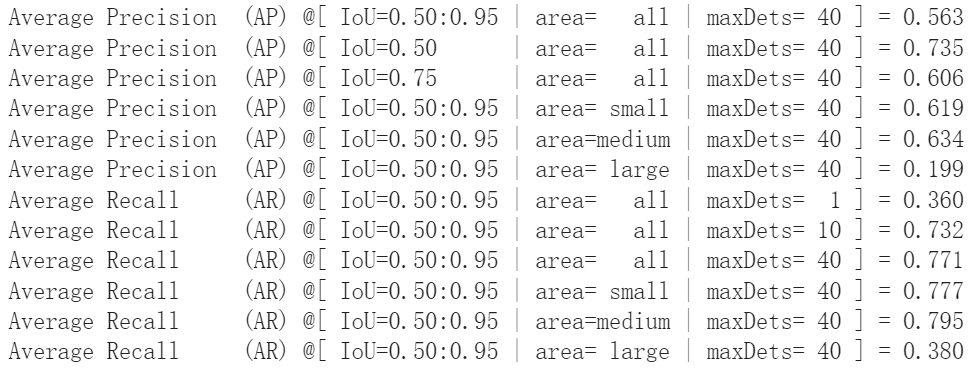 Average Precision  (AP) @[ IoU=0.50:0.95 | area=   all | maxDets= 40 ] = 0.563
Average Precision  (AP) @[ IoU=0.50      | area=   all | maxDets= 40 ] = 0.735
Average Precision  (AP) @[ IoU=0.75      | area=   all | maxDets= 40 ] = 0.606
Average Precision  (AP) @[ IoU=0.50:0.95 | area= small | maxDets= 40 ] = 0.619
Average Precision  (AP) @[ IoU=0.50:0.95 | area=medium | maxDets= 40 ] = 0.634
Average Precision  (AP) @[ IoU=0.50:0.95 | area= large | maxDets= 40 ] = 0.199
Average Recall     (AR) @[ IoU=0.50:0.95 | area=   all | maxDets=  1 ] = 0.360
Average Recall     (AR) @[ IoU=0.50:0.95 | area=   all | maxDets= 10 ] = 0.732
Average Recall     (AR) @[ IoU=0.50:0.95 | area=   all | maxDets= 40 ] = 0.771
Average Recall     (AR) @[ IoU=0.50:0.95 | area= small | maxDets= 40 ] = 0.777
Average Recall     (AR) @[ IoU=0.50:0.95 | area=medium | maxDets= 40 ] = 0.795
Average Recall     (AR) @[ IoU=0.50:0.95 | area= large | maxDets= 40 ] = 0.380